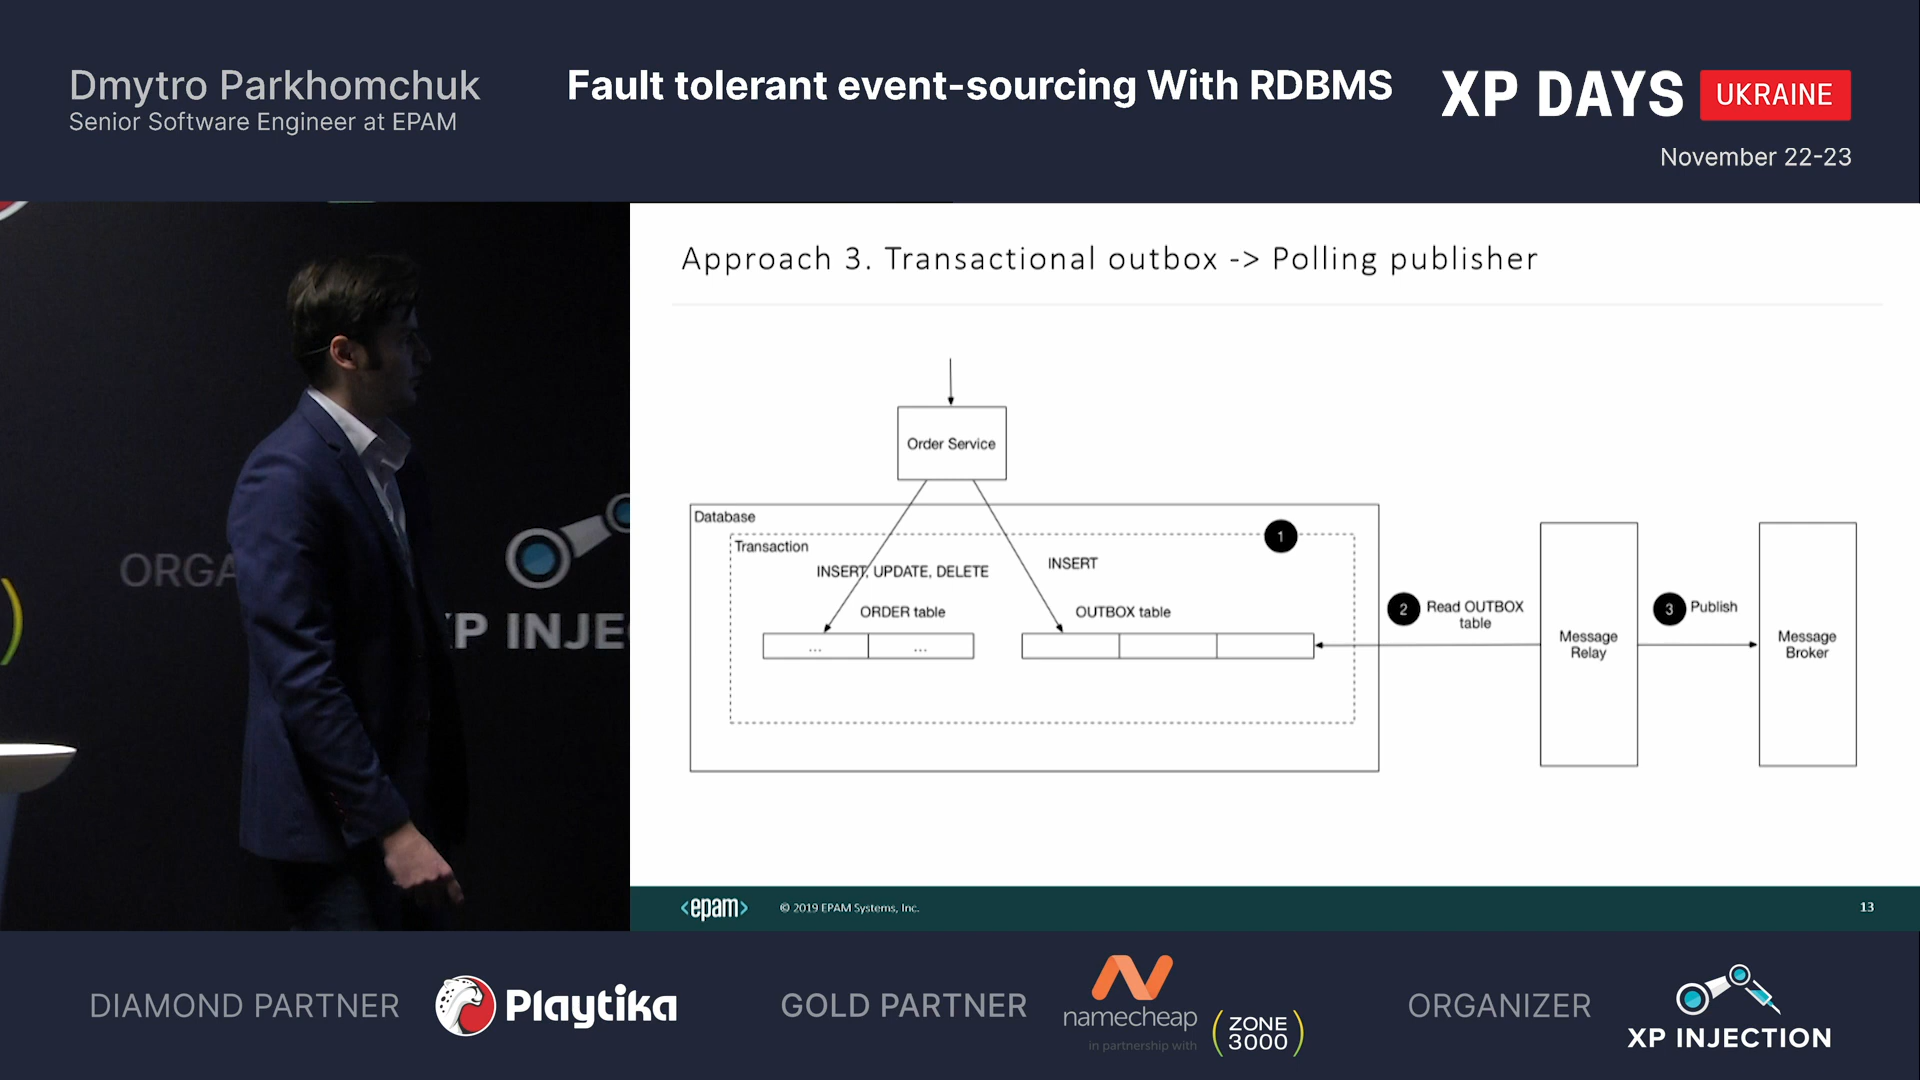 Dmytro Parkhomchuk
Senior Software Engineer at EPAM
Fault tolerant event-sourcing With RDBMS
XP DAYS UKRAINE
November 22-23
ORGA
XP INJE
Approach 3. Transactional outbox -> Polling publisher
Order Service
Database
Transaction
1
INSERT, UPDATE, DELETE
INSERT
ORDER table
OUTBOX table
... ...
2 Read OUTBOX
table
3 Publish
Message
Relay
Message
Broker
<epam>
© 2019 EPAM Systems, Inc.
13
DIAMOND PARTNER
Playtika
GOLD PARTNER
namecheap
in partnership with
ZONE
3000
ORGANIZER
XP INJECTION